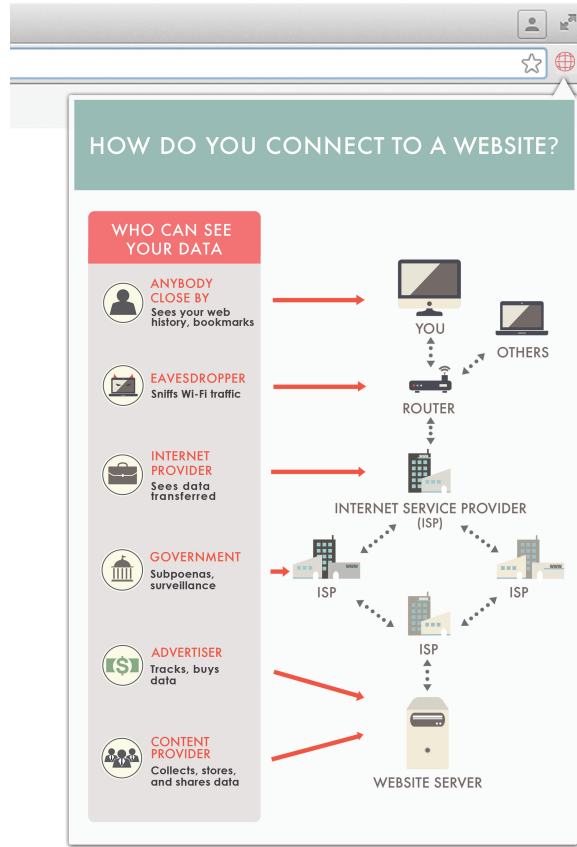 HOW DO YOU CONNECT TO A WEBSITE?
WHO CAN SEE
YOUR DATA
ANYBODY
CLOSE BY
Sees your web
history, bookmarks
EAVESDROPPER
Sniffs Wi-Fi traffic
INTERNET
PROVIDER
Sees data
transferred
GOVERNMENT
Subpoenas,
surveillance
ADVERTISER
Tracks, buys
data
CONTENT
PROVIDER
Collects, stores,
and shares data
YOU
OTHERS
ROUTER
INTERNET SERVICE PROVIDER
(ISP)
www
ISP
www
ISP
ISP
WEBSITE SERVER